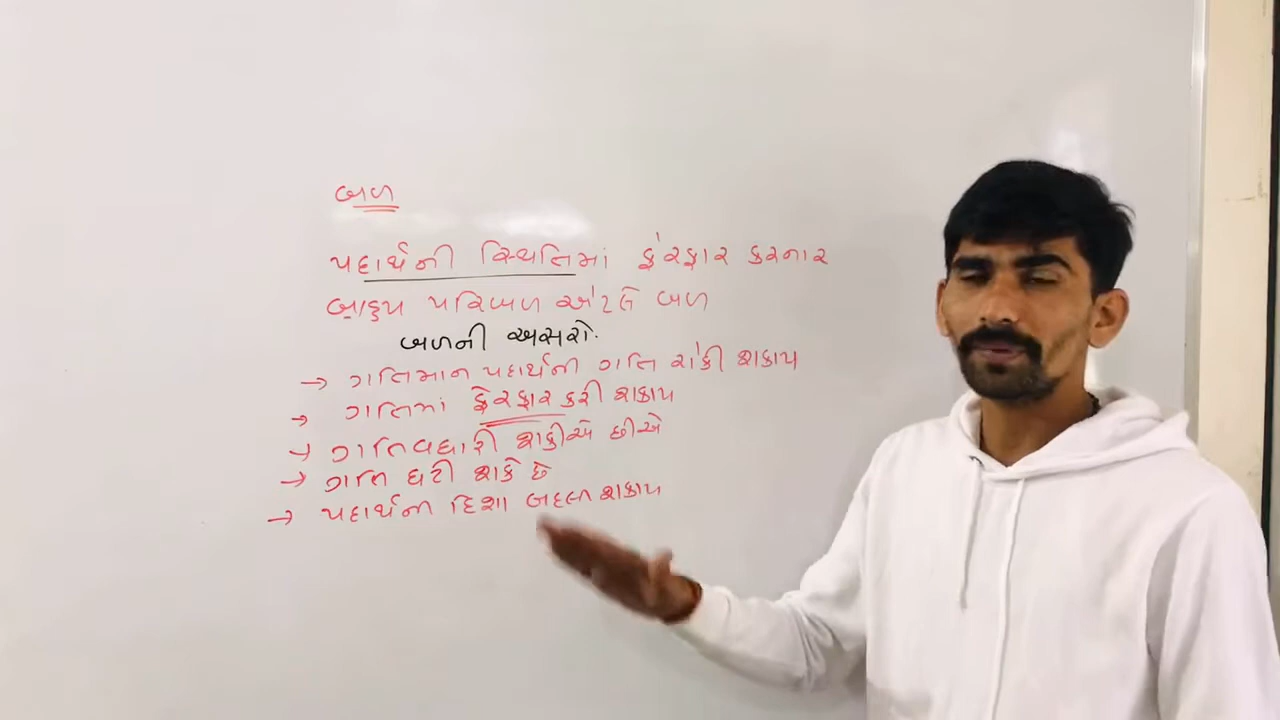 બળ
પદાર્થની સ્થિતિમાં ફેરફાર કરનાર
બાહ્ય પરિબળ એટલે બળ
બળની અસરો.
→ ગતિમાન પદાર્થની ગતિ રોકી શકાય
→ ગતિમાં ફેરફાર કરી શકાય
→ ગતિ વધારી શકીએ છીએ
→ ગતિ ઘટી શકે છે
→ પદાર્થની દિશા બદલી શકાય